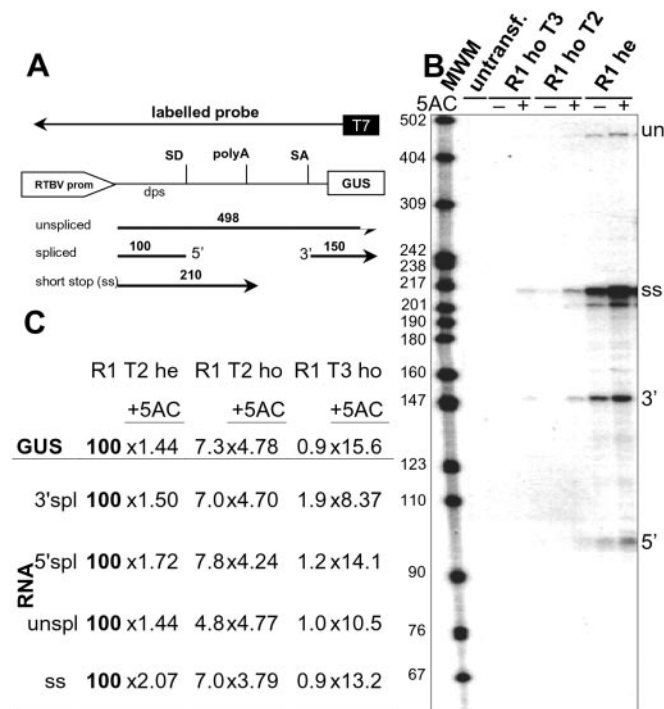 A
labelled probe
T7
SD
polyA
SA
RTBV prom
dps
GUS
unspliced
498
spliced
100
5'
3'
150
short stop (ss)
210
B
MWM
untransf.
R1 ho T3
R1 ho T2
R1 he
5AC
– + – + – +
502
404
309
242
238
217
201
190
180
160
147
123
110
90
76
67
un
ss
3'
5'
C
R1 T2 he R1 T2 ho R1 T3 ho
+5AC +5AC +5AC
GUS 100 x1.44 7.3 x4.78 0.9 x15.6
RNA
3'spl 100 x1.50 7.0 x4.70 1.9 x8.37
5'spl 100 x1.72 7.8 x4.24 1.2 x14.1
unspl 100 x1.44 4.8 x4.77 1.0 x10.5
ss 100 x2.07 7.0 x3.79 0.9 x13.2